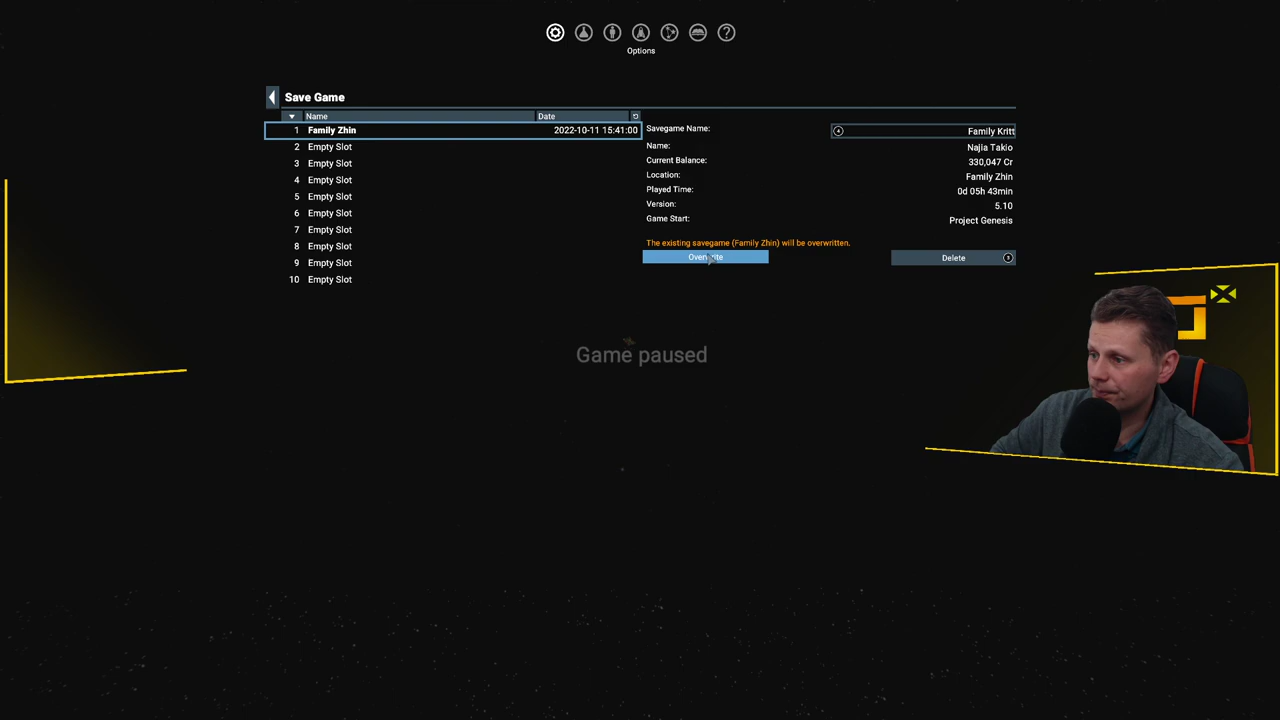 Options
Save Game
Name Date
1 Family Zhin 2022-10-11 15:41:00
2 Empty Slot
3 Empty Slot
4 Empty Slot
5 Empty Slot
6 Empty Slot
7 Empty Slot
8 Empty Slot
9 Empty Slot
10 Empty Slot
Savegame Name: Family Kritt
Name: Najia Takio
Current Balance: 330,047 Cr
Location: Family Zhin
Played Time: 0d 05h 43min
Version: 5.10
Game Start: Project Genesis
The existing savegame (Family Zhin) will be overwritten.
Overwrite Delete
Game paused